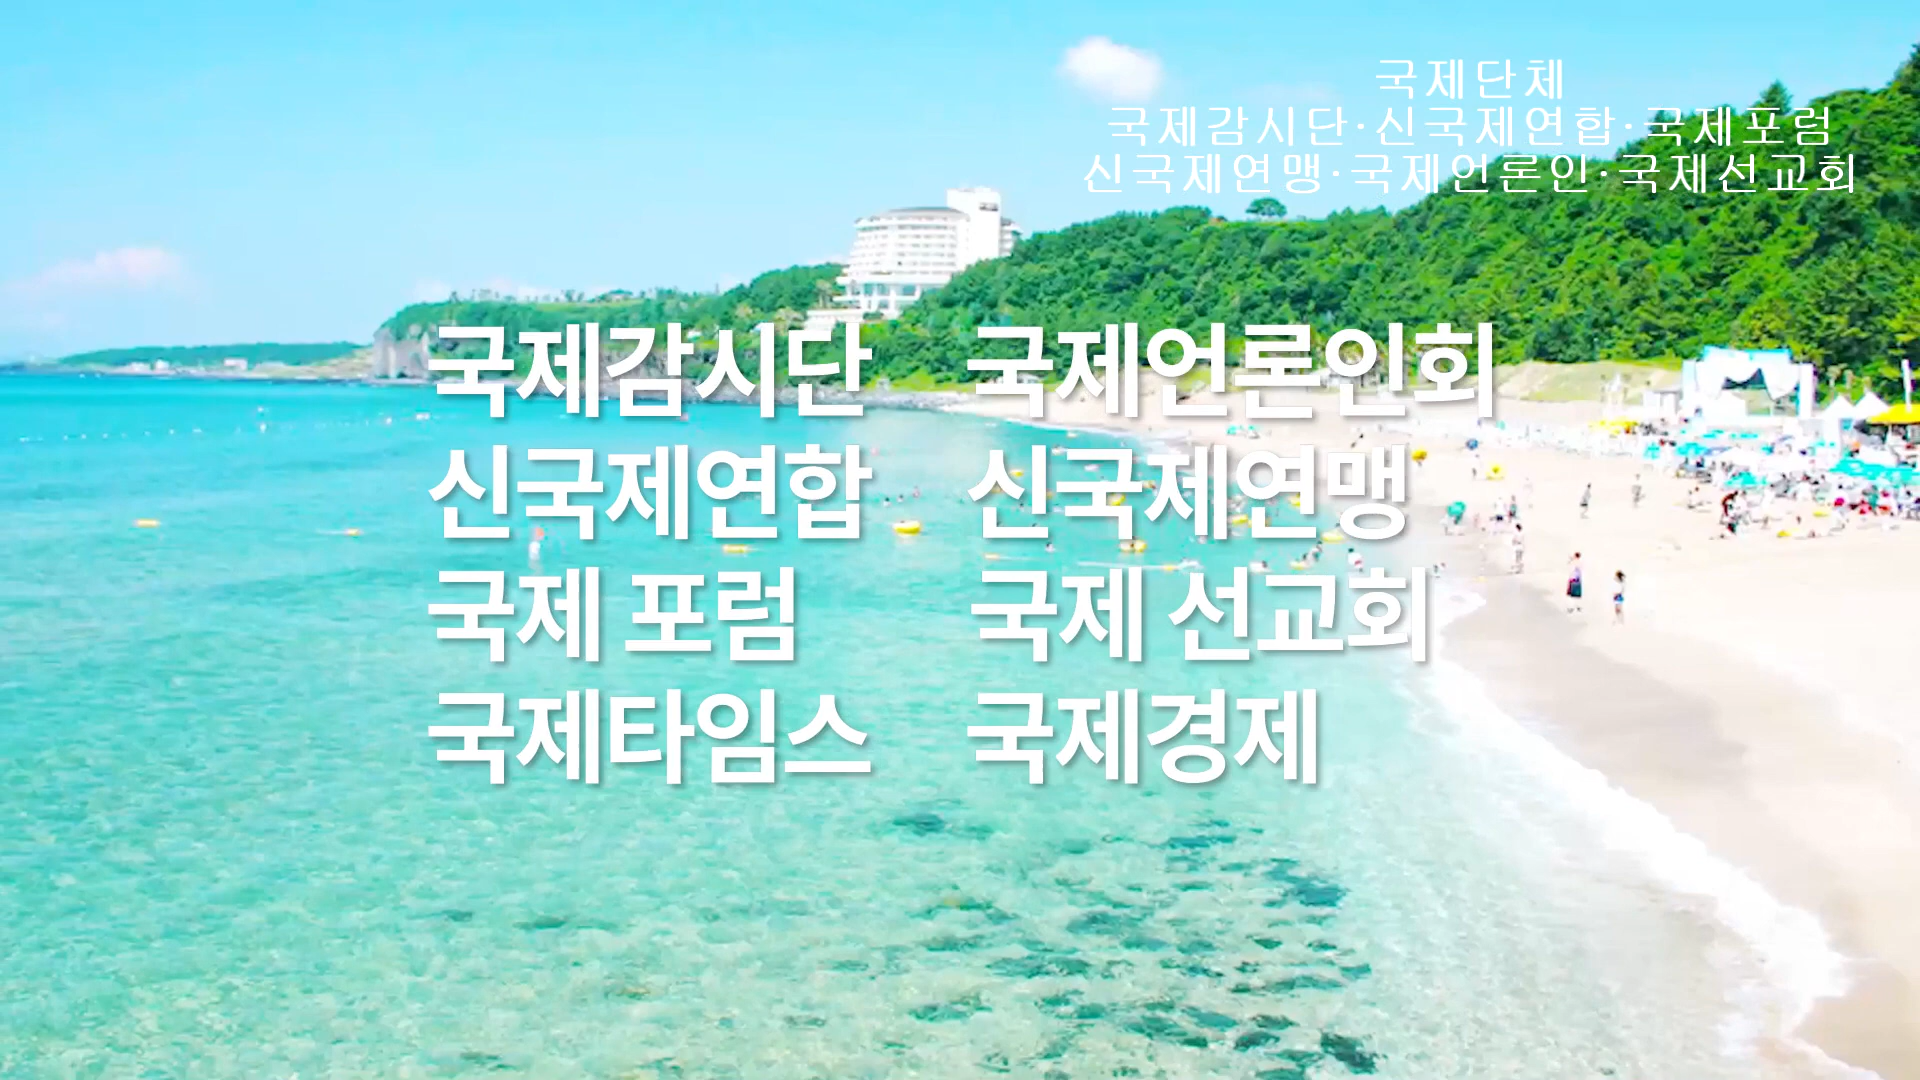 국제단체
국제감시단·신국제연합·국제포럼
신국제연맹·국제언론인·국제선교회
국제감시단 국제언론인회
신국제연합 신국제연맹
국제 포럼 국제 선교회
국제타임스 국제경제